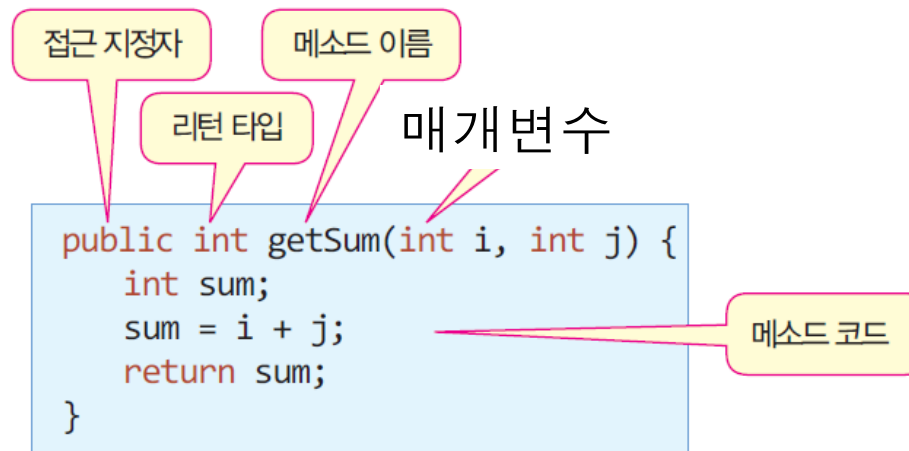 접근 지정자
메소드 이름
리턴 타입
매개변수
public int getSum(int i, int j) {
int sum;
sum = i + j;
return sum;
}
메소드 코드